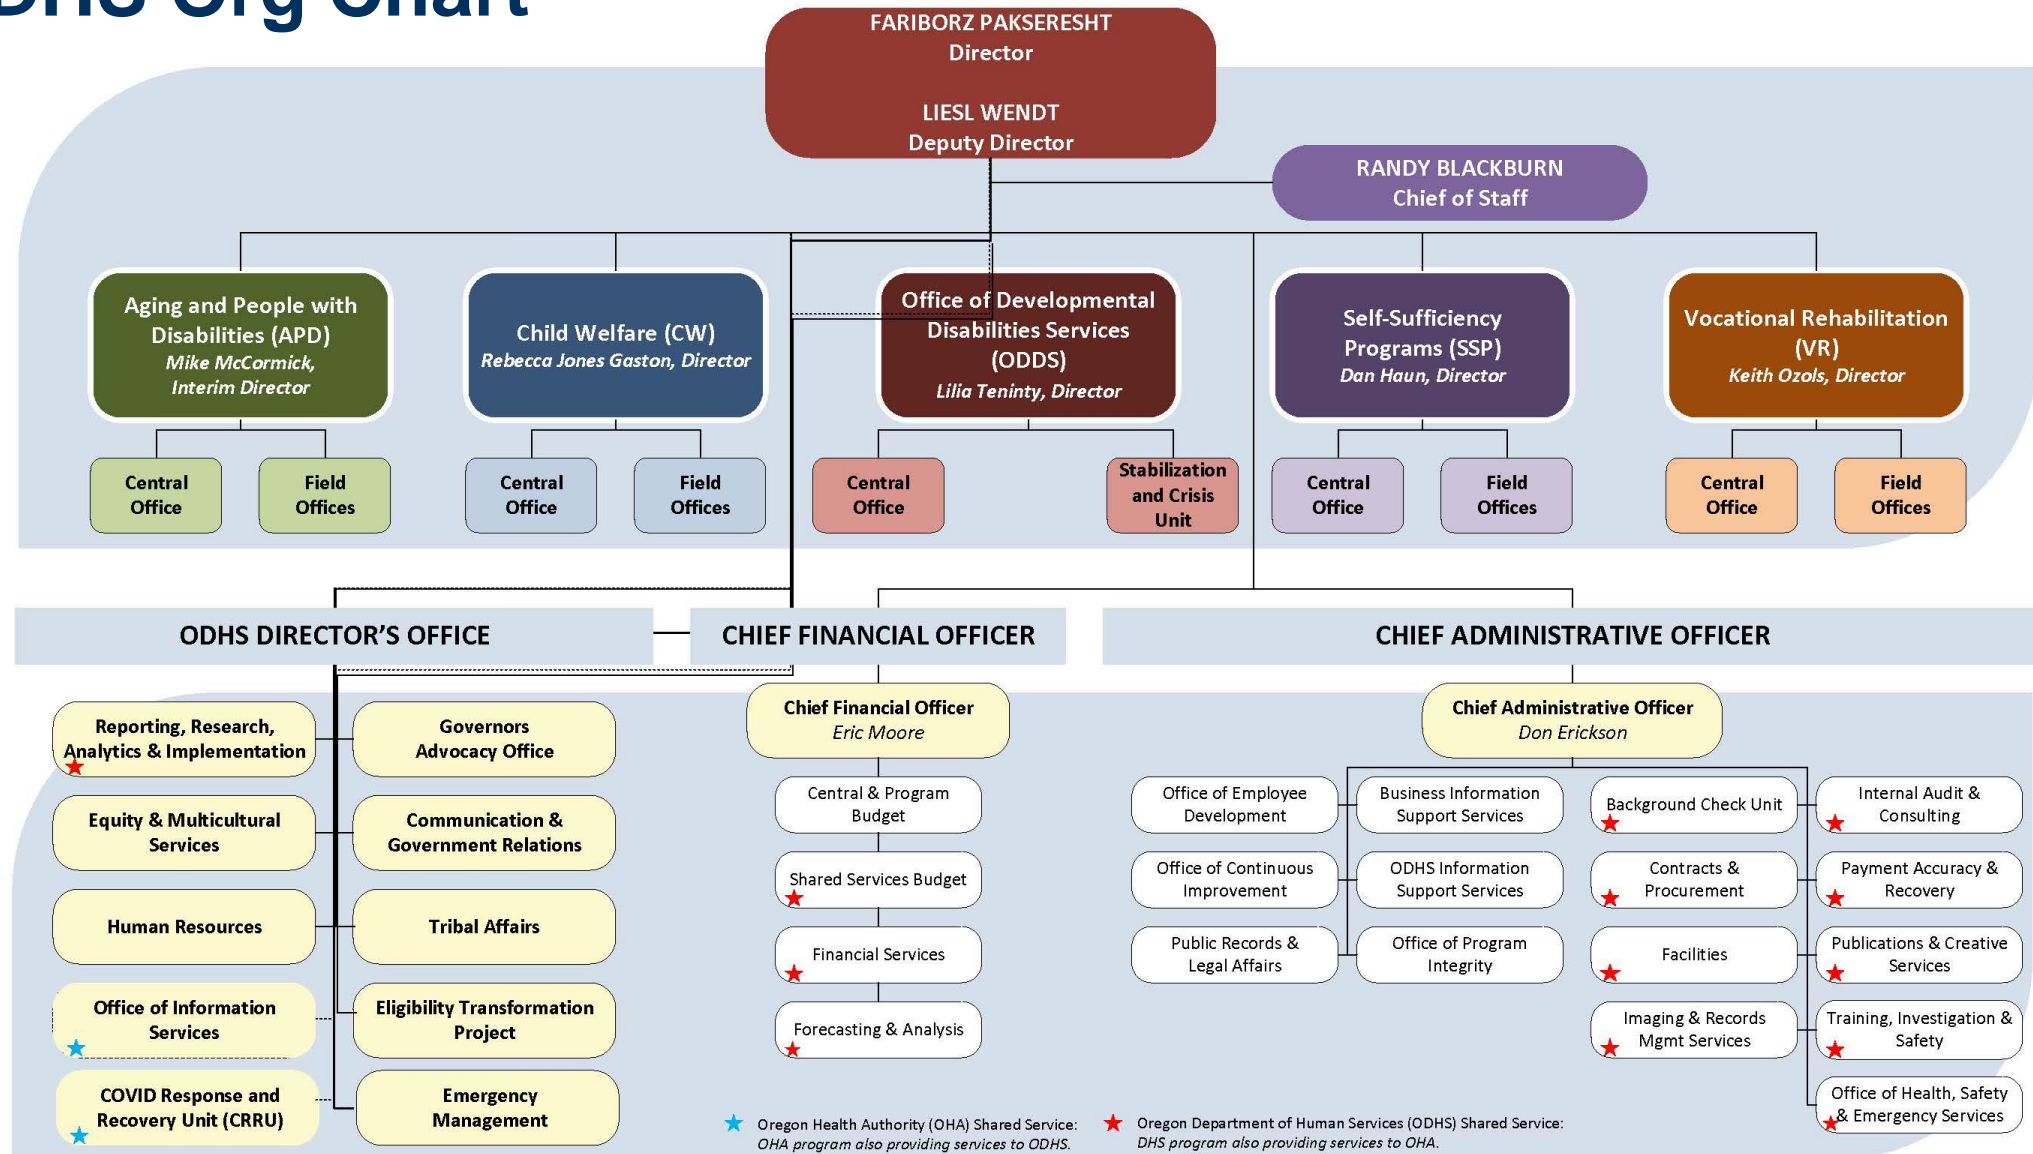 DHS Org Chart
FARIBORZ PAKSERESHT
Director
LIESL WENDT
Deputy Director
RANDY BLACKBURN
Chief of Staff
Aging and People with
Disabilities (APD)
Mike McCormick,
Interim Director
Child Welfare (CW)
Rebecca Jones Gaston, Director
Office of Developmental
Disabilities Services
(ODDS)
Lilia Teninty, Director
Self-Sufficiency
Programs (SSP)
Dan Haun, Director
Vocational Rehabilitation
(VR)
Keith Ozols, Director
Central
Office
Field
Offices
Central
Office
Field
Offices
Central
Office
Stabilization
and Crisis
Unit
Central
Office
Field
Offices
Central
Office
Field
Offices
ODHS DIRECTOR'S OFFICE
CHIEF FINANCIAL OFFICER
CHIEF ADMINISTRATIVE OFFICER
Reporting, Research,
Analytics & Implementation
Governors
Advocacy Office
Equity & Multicultural
Services
Communication &
Government Relations
Human Resources
Tribal Affairs
Office of Information
Services
Eligibility Transformation
Project
COVID Response and
Recovery Unit (CRRU)
Emergency
Management
Chief Financial Officer
Eric Moore
Central & Program
Budget
Shared Services Budget
Financial Services
Forecasting & Analysis
Chief Administrative Officer
Don Erickson
Office of Employee
Development
Business Information
Support Services
Background Check Unit
Internal Audit &
Consulting
Office of Continuous
Improvement
ODHS Information
Support Services
Contracts &
Procurement
Payment Accuracy &
Recovery
Public Records &
Legal Affairs
Office of Program
Integrity
Facilities
Publications & Creative
Services
Imaging & Records
Mgmt Services
Training, Investigation &
Safety
Office of Health, Safety
& Emergency Services
Oregon Health Authority (OHA) Shared Service:
OHA program also providing services to ODHS.
Oregon Department of Human Services (ODHS) Shared Service:
DHS program also providing services to OHA.